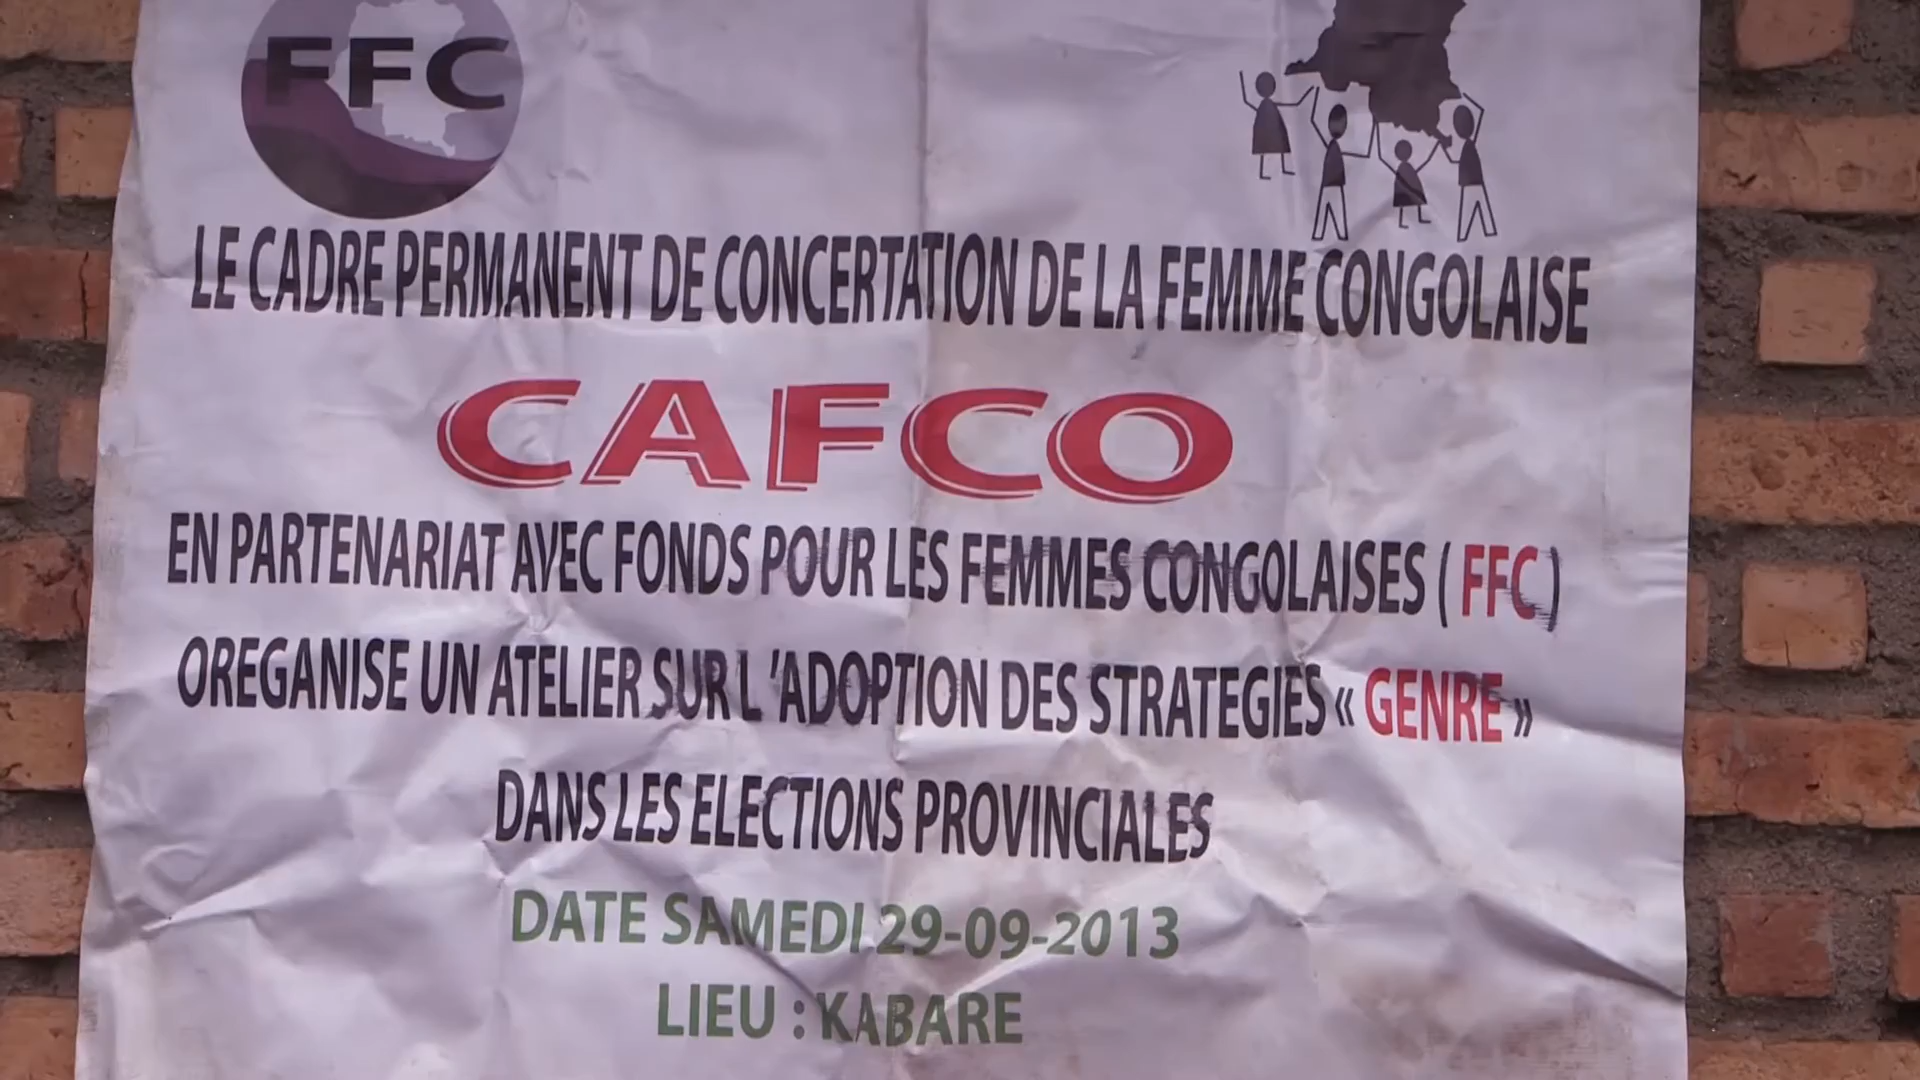 FFC
LE CADRE PERMANENT DE CONCERTATION DE LA FEMME CONGOLAISE
CAFCO
EN PARTENARIAT AVEC FONDS POUR LES FEMMES CONGOLAISES ( FFC )
OREGANISE UN ATELIER SUR L 'ADOPTION DES STRATEGIES « GENRE »
DANS LES ELECTIONS PROVINCIALES
DATE SAMEDI 29-09-2013
LIEU : KABARE